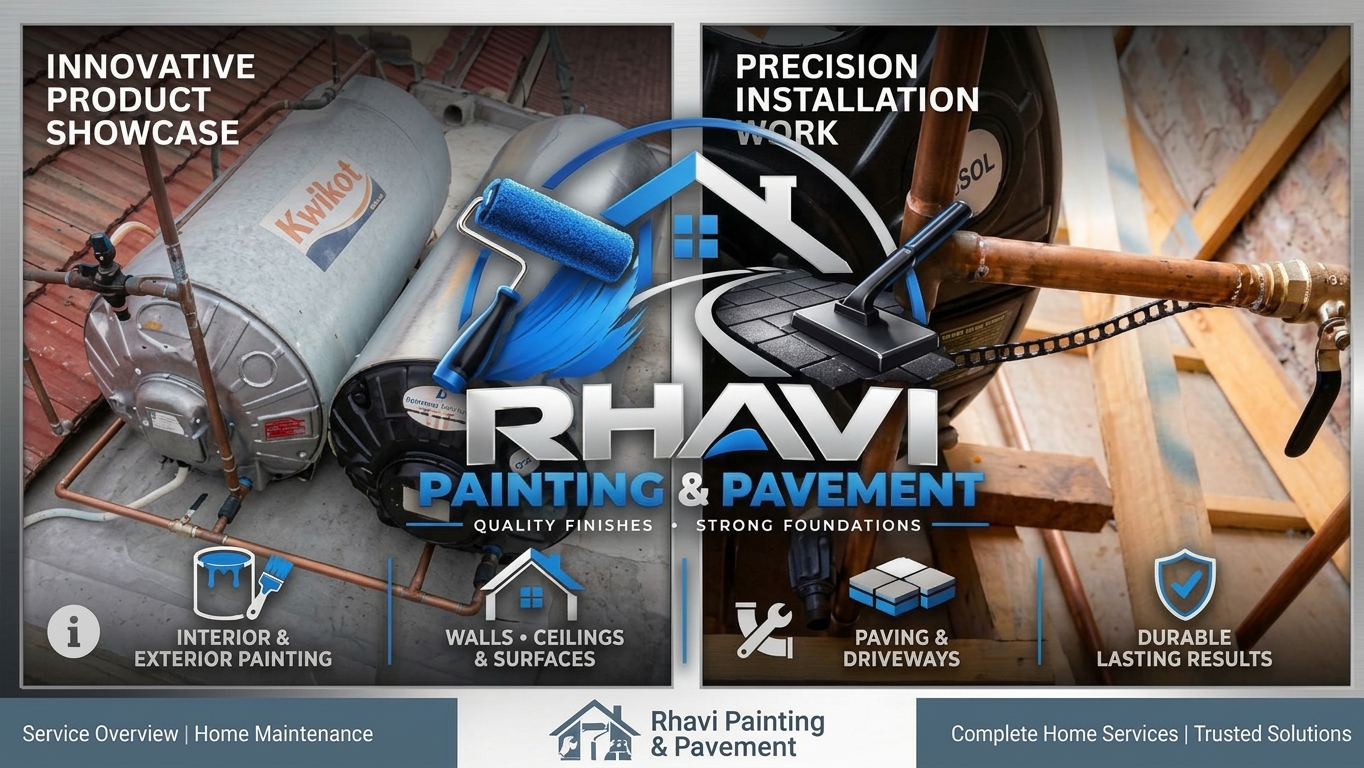 INNOVATIVE
PRODUCT
SHOWCASE
PRECISION
INSTALLATION
WORK
Kwikot
SOL
RHAVI
PAINTING & PAVEMENT
QUALITY FINISHES • STRONG FOUNDATIONS
i
INTERIOR &
EXTERIOR PAINTING
WALLS • CEILINGS
& SURFACES
PAVING &
DRIVEWAYS
DURABLE
LASTING RESULTS
Service Overview | Home Maintenance
Rhavi Painting
& Pavement
Complete Home Services | Trusted Solutions